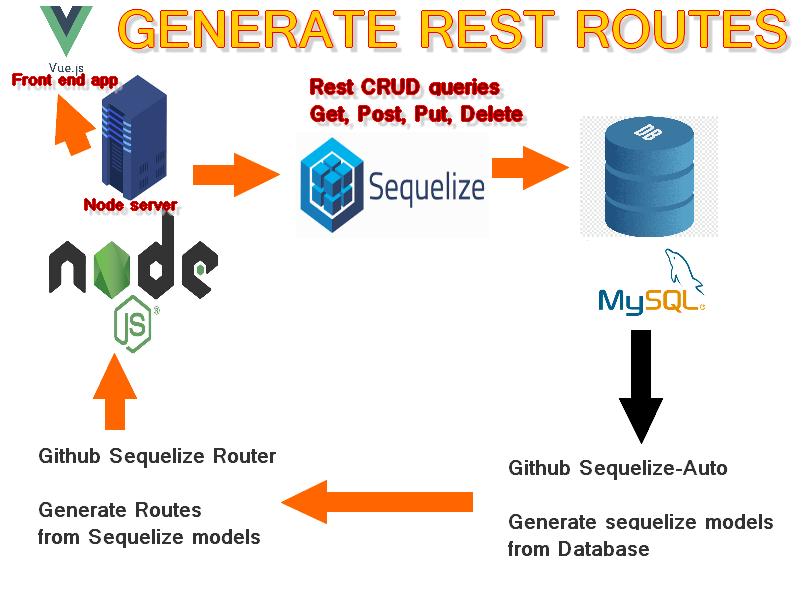 GENERATE REST ROUTES
Vue.js
Front end app
Rest CRUD queries
Get, Post, Put, Delete
DB
Sequelize
Node server
node
JS
MySQL
Github Sequelize Router
Generate Routes
from Sequelize models
Github Sequelize-Auto
Generate sequelize models
from Database